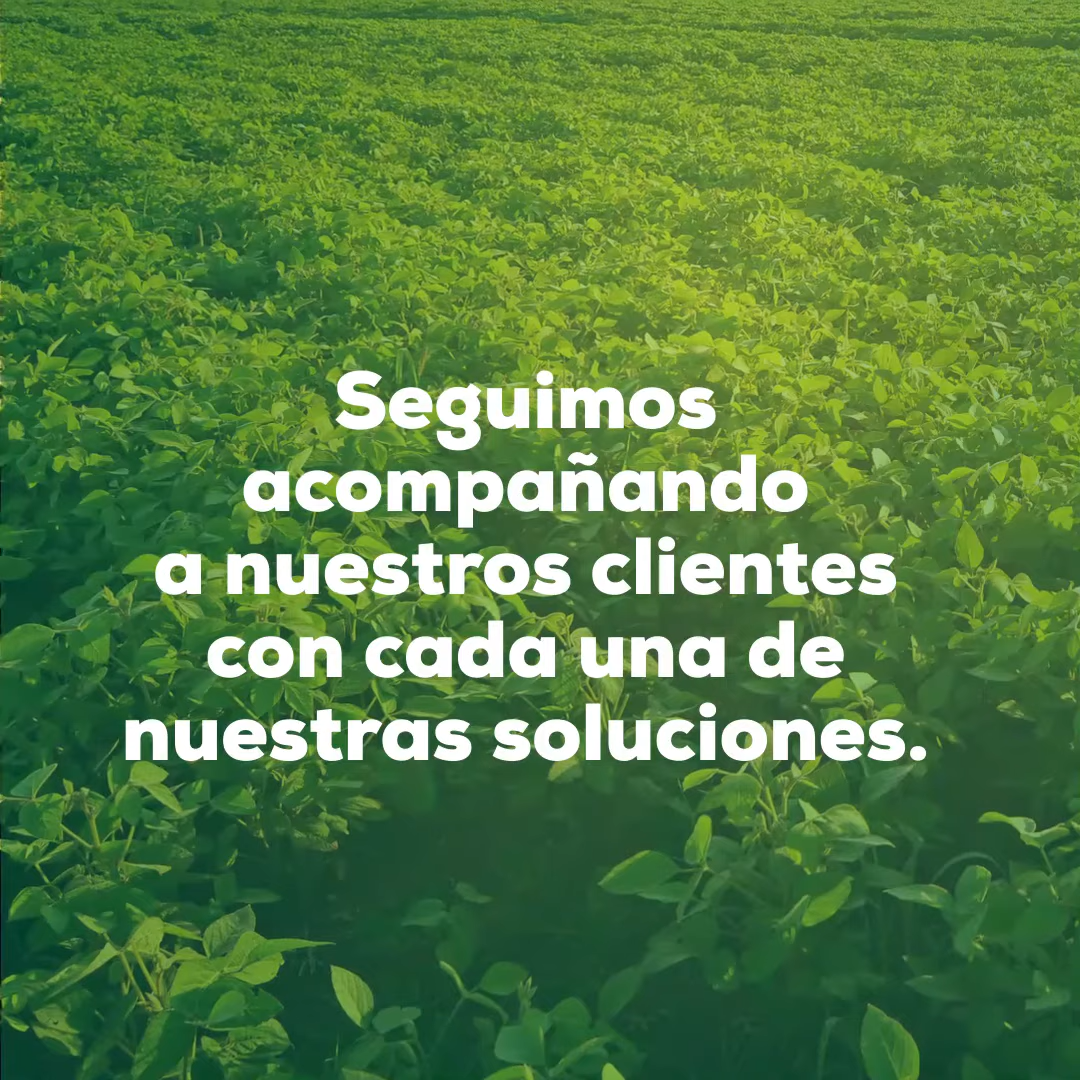 Seguimos
acompañando
a nuestros clientes
con cada una de
nuestras soluciones.